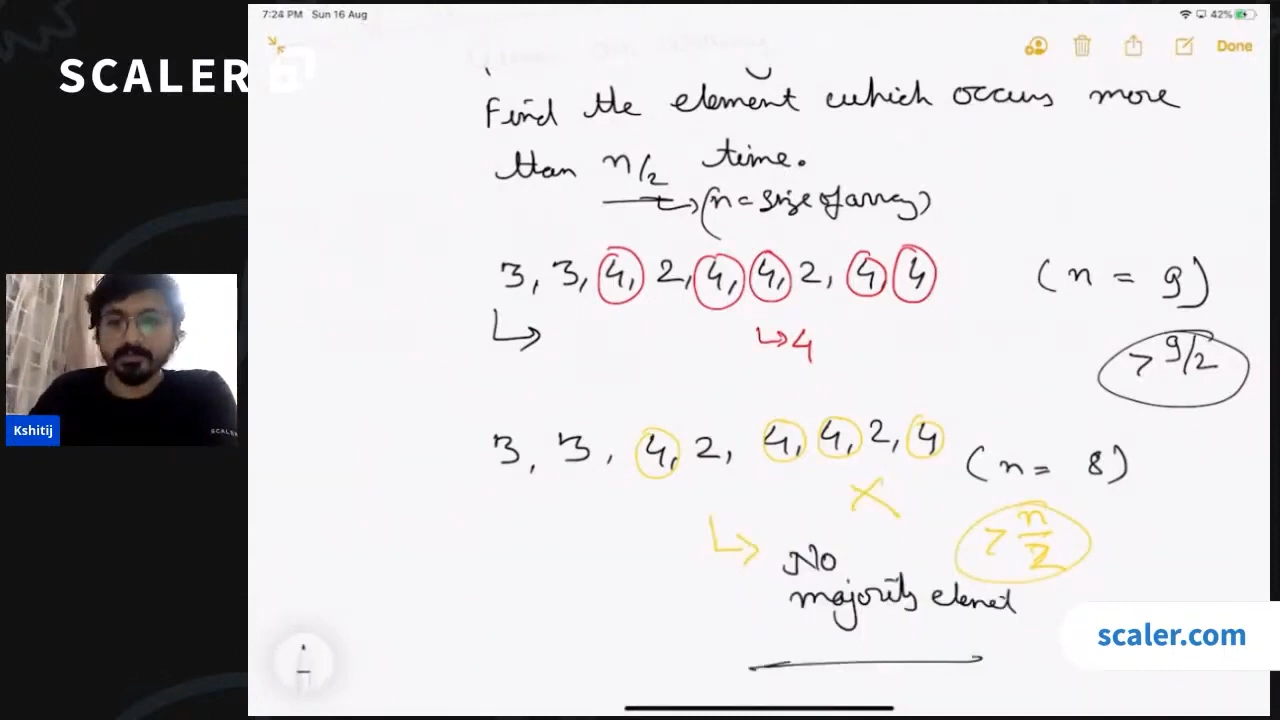 7:24 PM Sun 16 Aug
42%
Done
SCALER
Find the element which occurs more
than n/2 time.
(n = size of array)
3, 3, 4, 2, 4, 4, 2, 4 4 (n = 9)
4
> 9/2
Kshitij
SCALER
3, 3, 4, 2, 4, 4, 2, 4 (n = 8)
> n/2
No
majority elenet
scaler.com